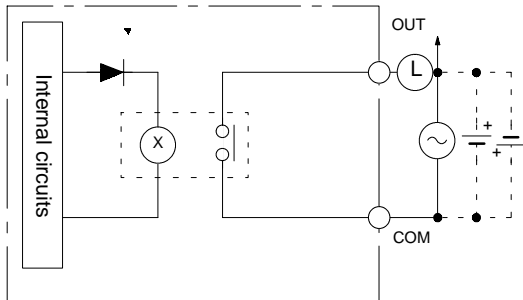 OUT
L
Internal circuits
X
+
+
COM